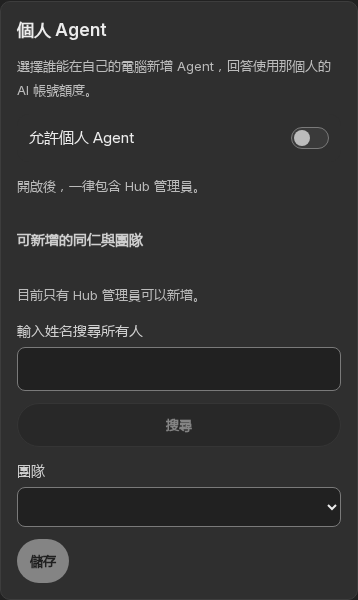 個人 Agent
選擇誰能在自己的電腦新增 Agent，回答使用那個人的
AI 帳號額度。
允許個人 Agent
開啟後，一律包含 Hub 管理員。
可新增的同仁與團隊
目前只有 Hub 管理員可以新增。
輸入姓名搜尋所有人
搜尋
團隊
儲存